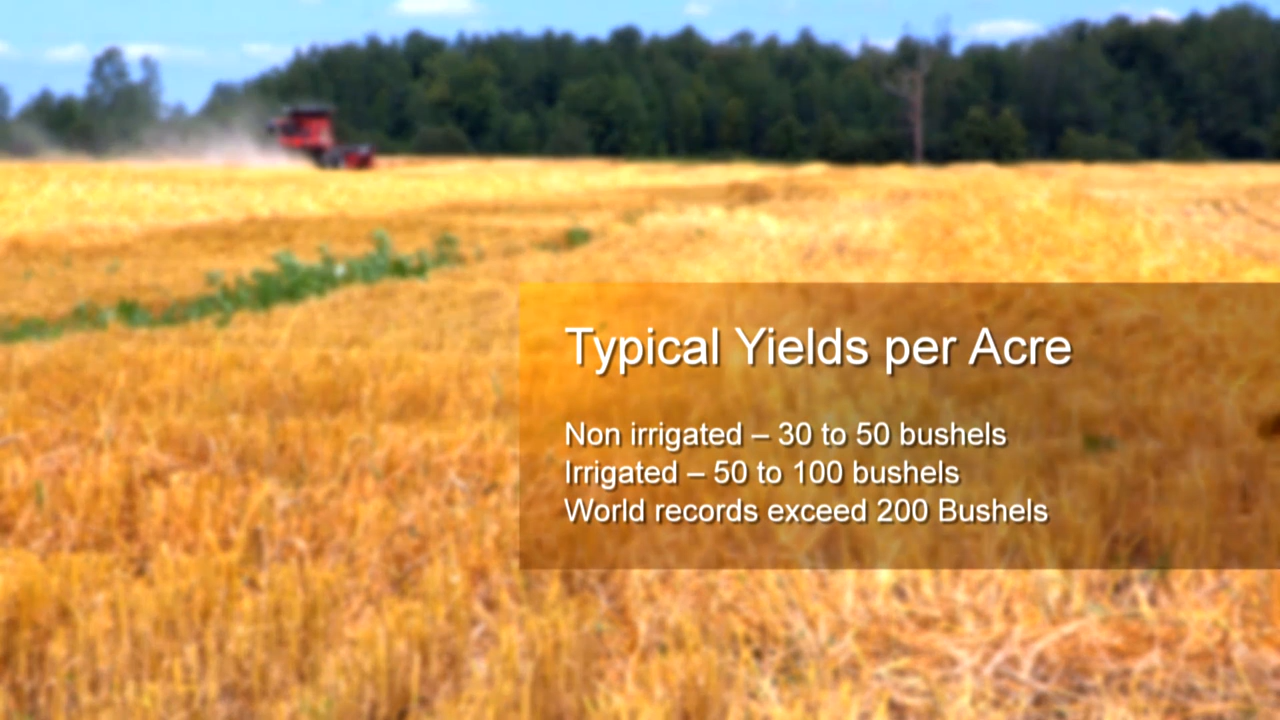 Typical Yields per Acre
Non irrigated – 30 to 50 bushels
Irrigated – 50 to 100 bushels
World records exceed 200 Bushels